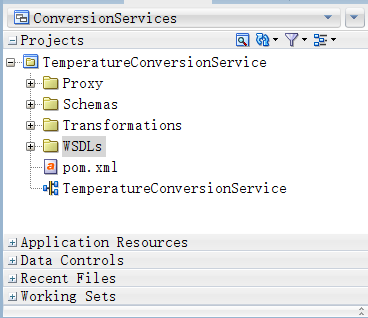 ConversionServices
Projects
TemperatureConversionService
Proxy
Schemas
Transformations
WSDLs
pom.xml
TemperatureConversionService
Application Resources
Data Controls
Recent Files
Working Sets